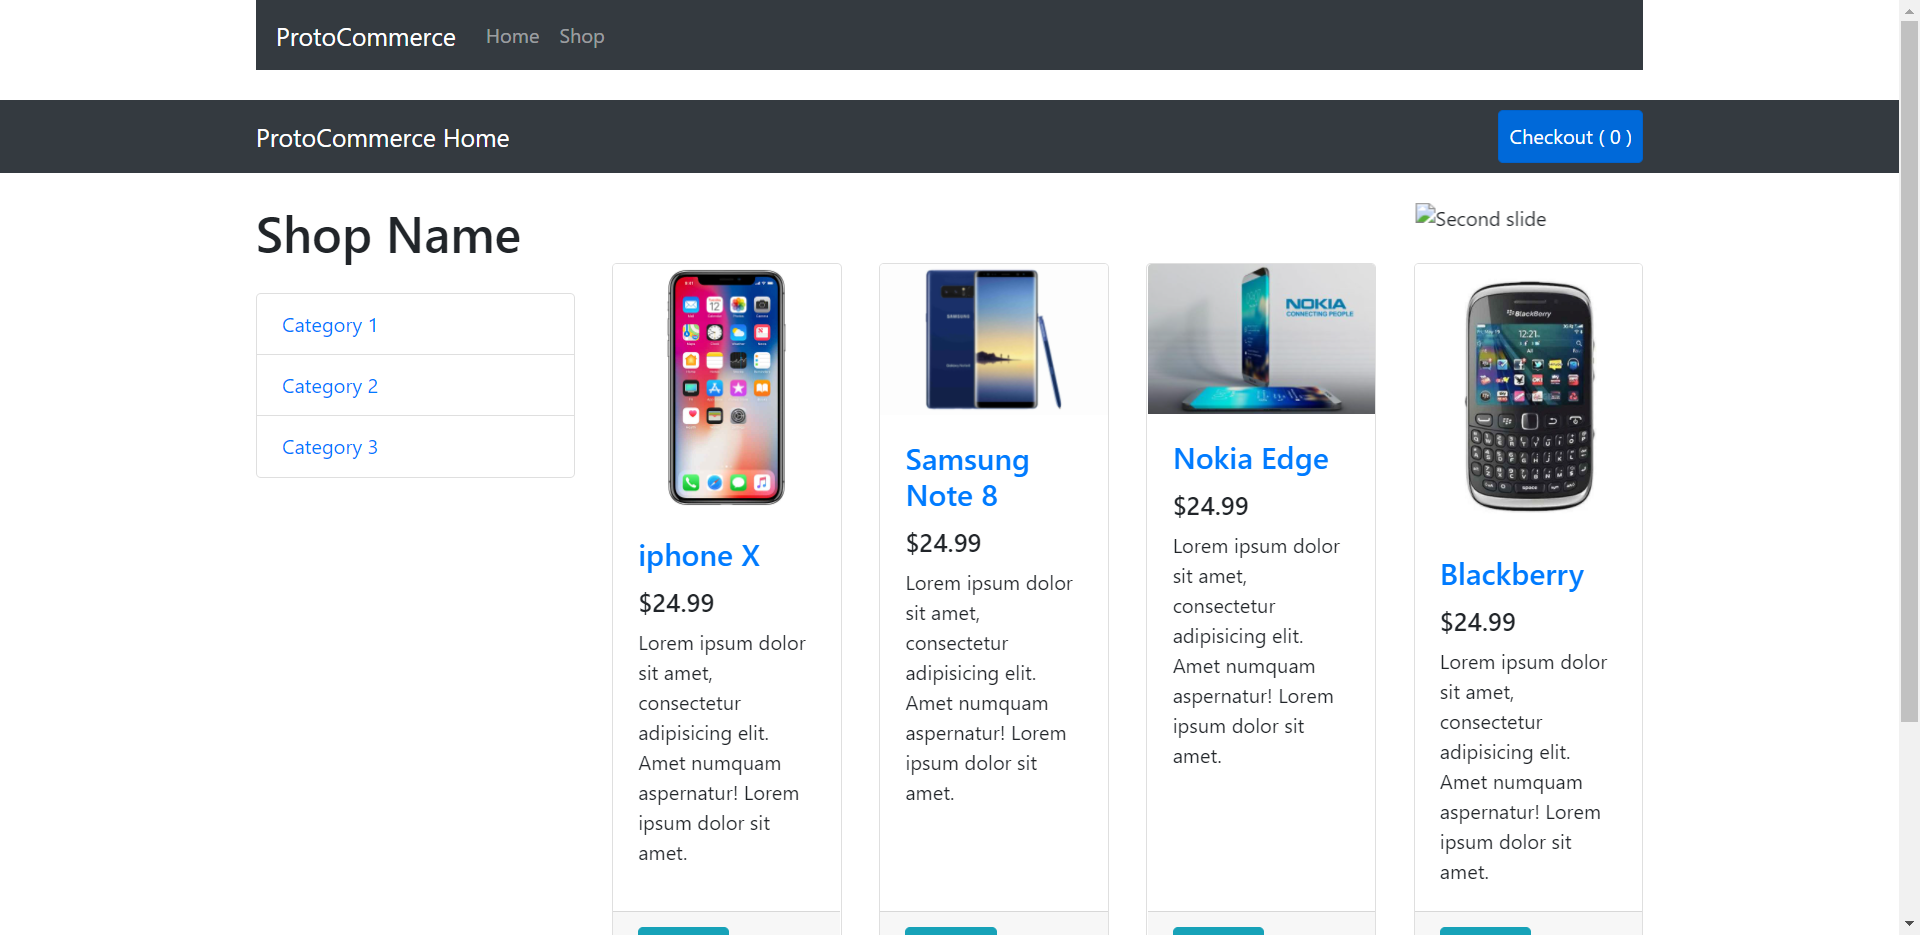 ProtoCommerce Home Shop
ProtoCommerce Home
Checkout ( 0 )
Shop Name
Second slide
Category 1
Category 2
Category 3
iphone X
$24.99
Lorem ipsum dolor
sit amet,
consectetur
adipisicing elit.
Amet numquam
aspernatur! Lorem
ipsum dolor sit
amet.
SAMSUNG
Samsung
Note 8
$24.99
Lorem ipsum dolor
sit amet,
consectetur
adipisicing elit.
Amet numquam
aspernatur! Lorem
ipsum dolor sit
amet.
NOKIA
CONNECTING PEOPLE
Nokia Edge
$24.99
Lorem ipsum dolor
sit amet,
consectetur
adipisicing elit.
Amet numquam
aspernatur! Lorem
ipsum dolor sit
amet.
BlackBerry
12:21
Blackberry
$24.99
Lorem ipsum dolor
sit amet,
consectetur
adipisicing elit.
Amet numquam
aspernatur! Lorem
ipsum dolor sit
amet.